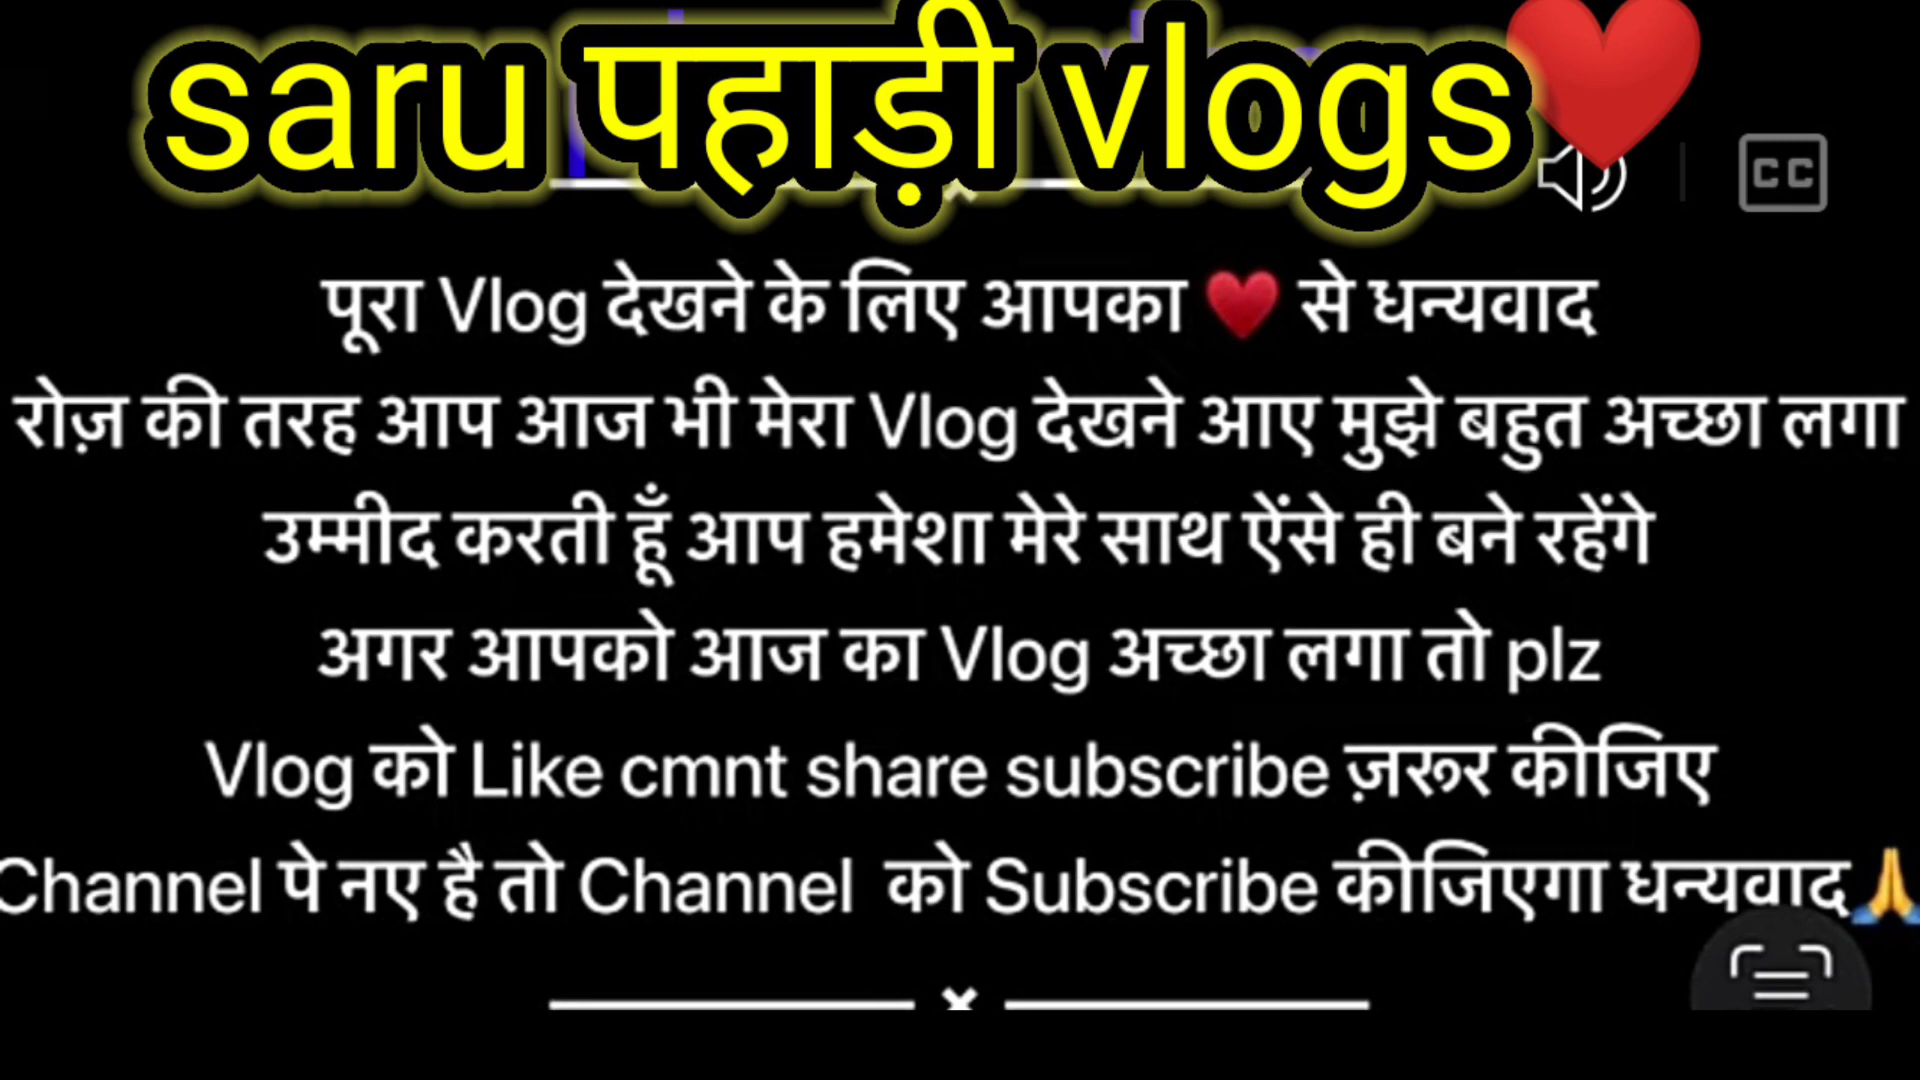 saru पहाड़ी vlogs❤️
CC
पूरा Vlog देखने के लिए आपका ♥️ से धन्यवाद
रोज़ की तरह आप आज भी मेरा Vlog देखने आए मुझे बहुत अच्छा लगा
उम्मीद करती हूँ आप हमेशा मेरे साथ ऐंसे ही बने रहेंगे
अगर आपको आज का Vlog अच्छा लगा तो plz
Vlog को Like cmnt share subscribe ज़रूर कीजिए
Channel पे नए है तो Channel को Subscribe कीजिएगा धन्यवाद🙏